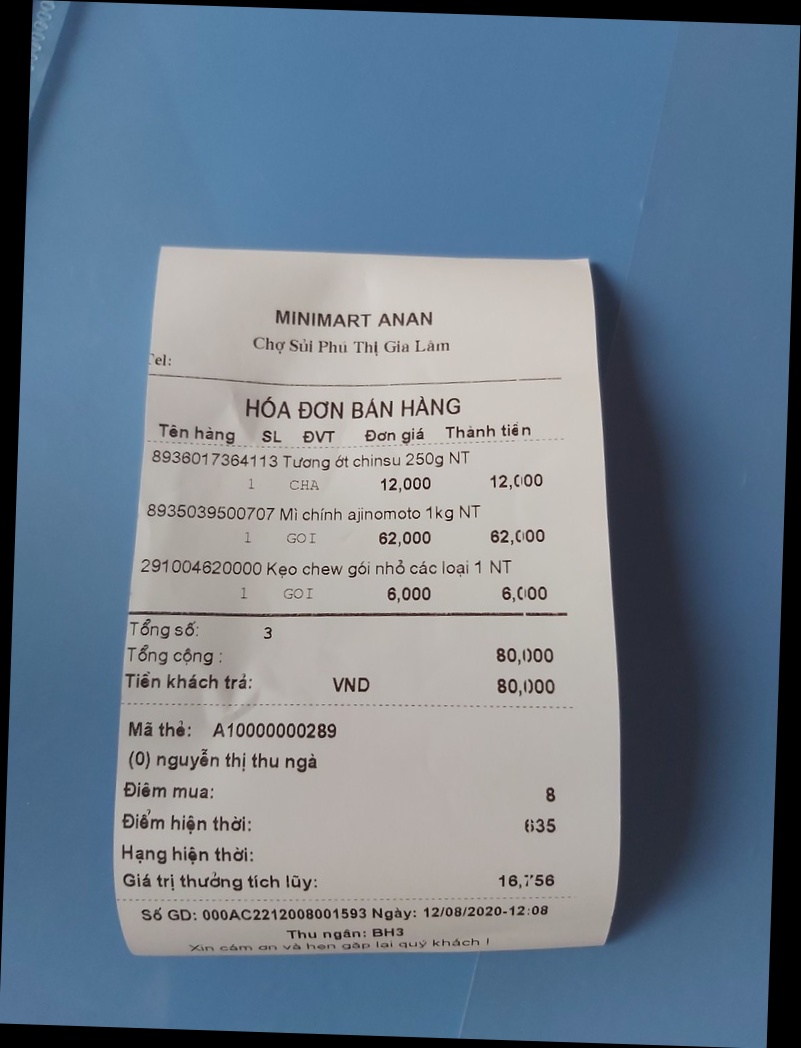 MINIMART ANAN
Chợ Sủi Phú Thị Gia Lâm
Tel:
HÓA ĐƠN BÁN HÀNG
Tên hàng SL ĐVT Đơn giá Thành tiền
8936017364113 Tương ớt chinsu 250g NT
1 CHA 12,000 12,000
8935039500707 Mì chính ajinomoto 1kg NT
1 GOI 62,000 62,000
291004620000 Kẹo chew gói nhỏ các loại 1 NT
1 GOI 6,000 6,000
Tổng số: 3
Tổng cộng : 80,000
Tiền khách trả: VND 80,000
Mã thẻ: A10000000289
(0) nguyễn thị thu ngà
Điểm mua: 8
Điểm hiện thời: 635
Hạng hiện thời:
Giá trị thưởng tích lũy: 16,756
Số GD: 000AC2212008001593 Ngày: 12/08/2020-12:08
Thu ngân: BH3
Xin cám ơn và hẹn gặp lại quý khách !